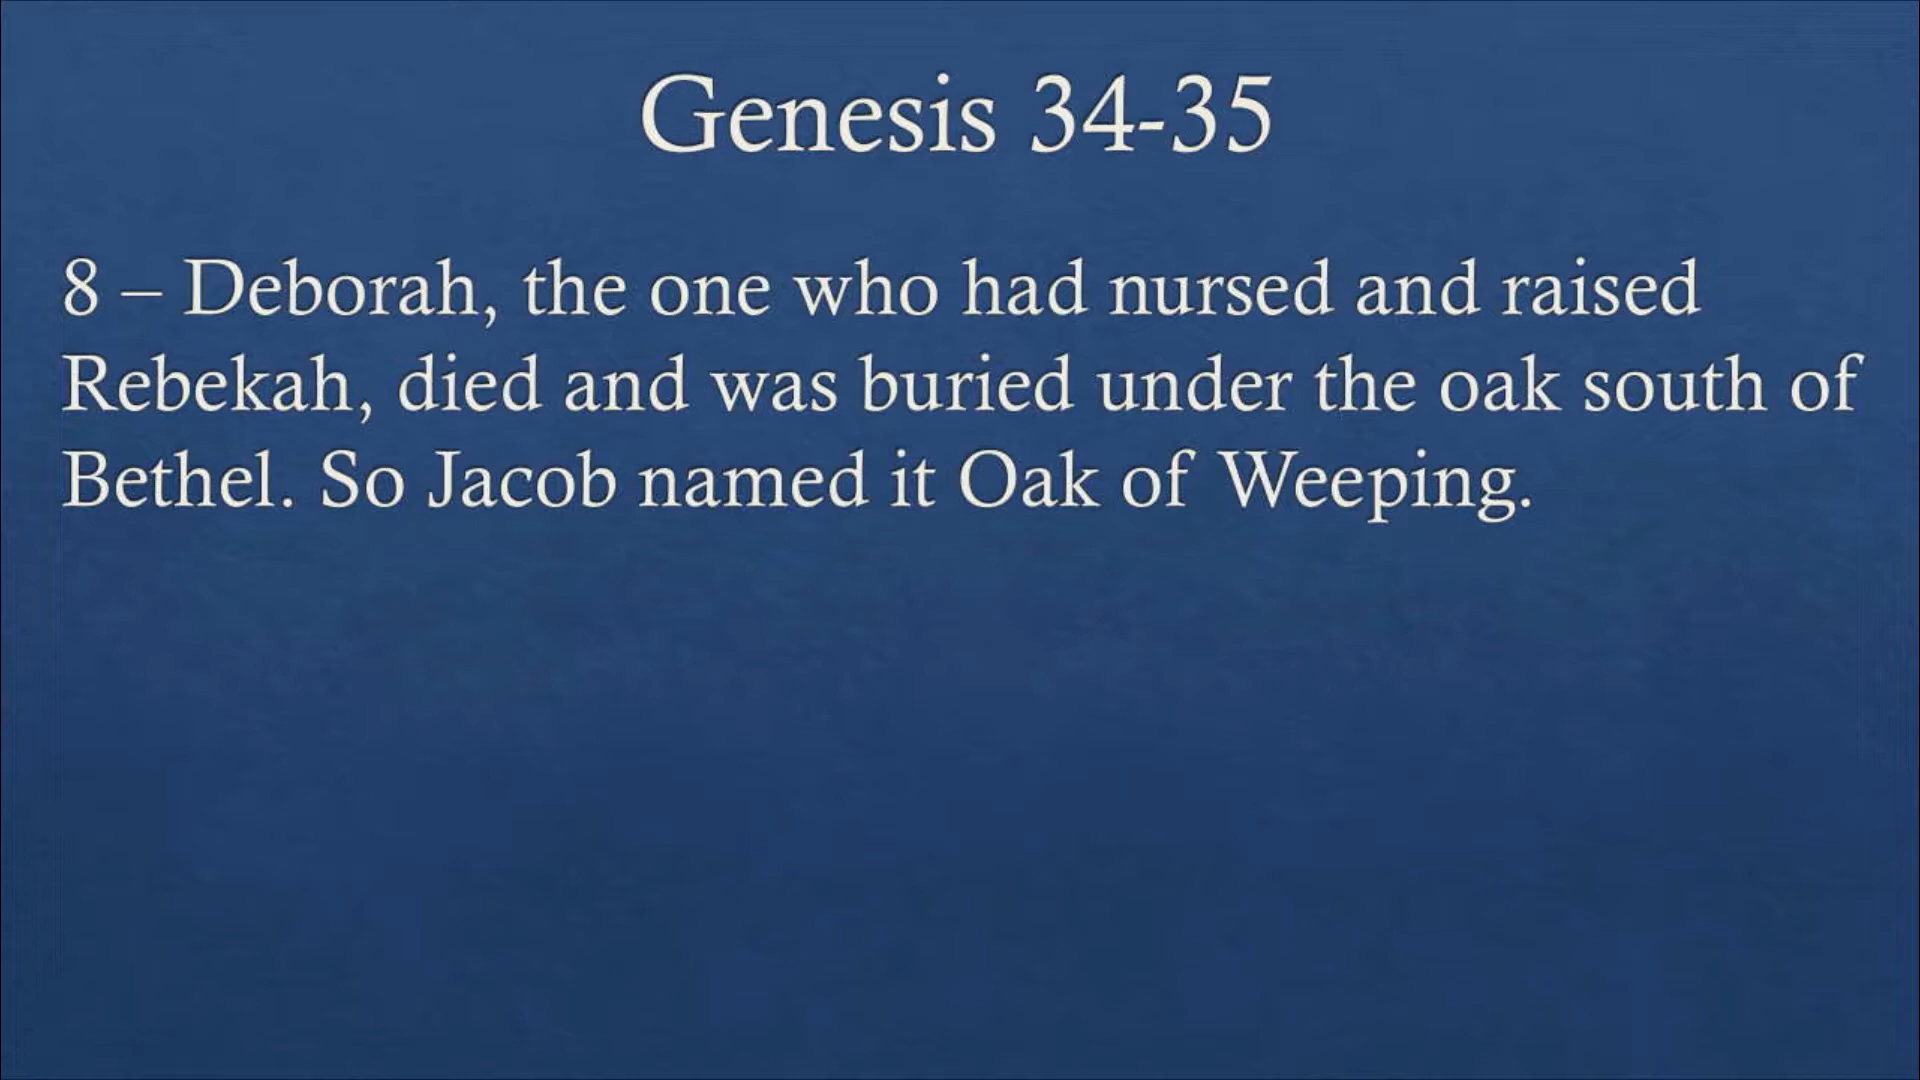 Genesis 34-35
8 – Deborah, the one who had nursed and raised
Rebekah, died and was buried under the oak south of
Bethel. So Jacob named it Oak of Weeping.